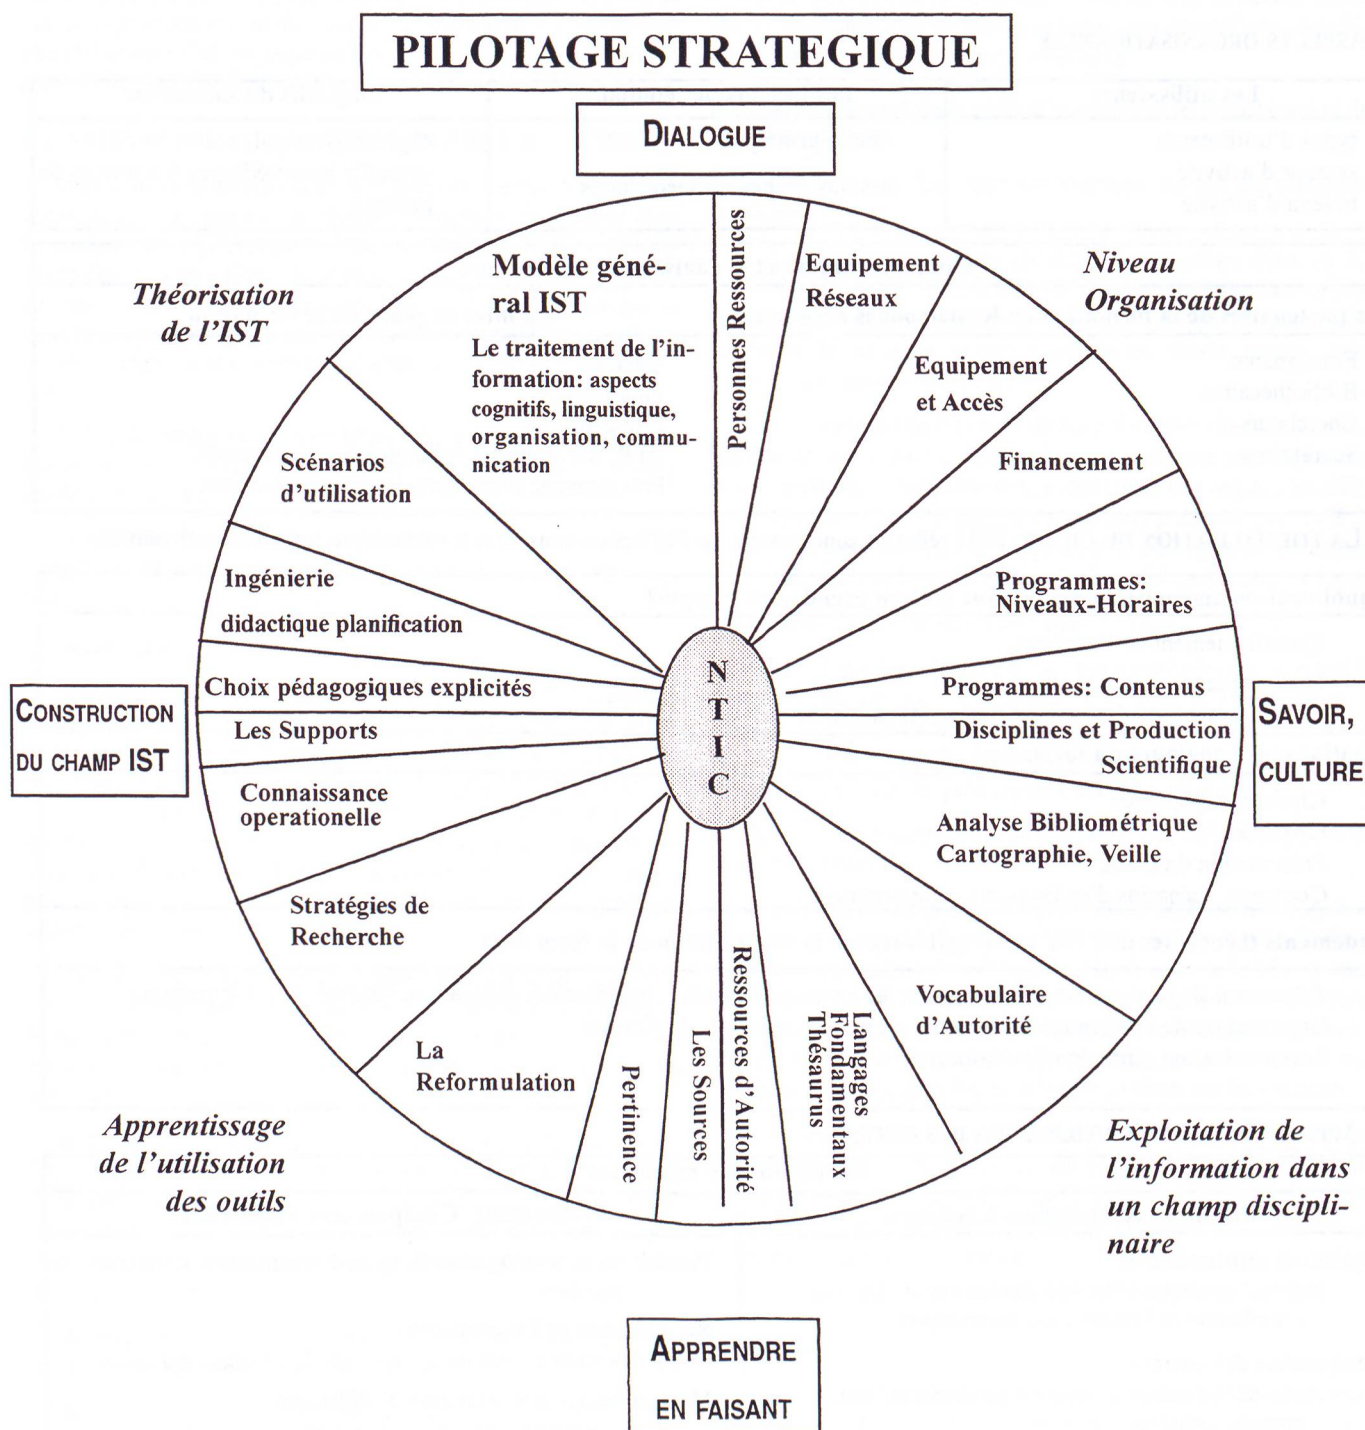 PILOTAGE STRATEGIQUE
DIALOGUE
Théorisation
de l’IST
Modèle géné-
ral IST
Le traitement de l’in-
formation: aspects
cognitifs, linguistique,
organisation, commu-
nication
Personnes Ressources
Equipement
Réseaux
Niveau
Organisation
Equipement
et Accès
Financement
Scénarios
d’utilisation
Ingénierie
didactique planification
Programmes:
Niveaux-Horaires
Choix pédagogiques explicités
Programmes: Contenus
CONSTRUCTION
DU CHAMP IST
Les Supports
N
T
I
C
Disciplines et Production
Scientifique
SAVOIR,
CULTURE
Connaissance
operationelle
Analyse Bibliométrique
Cartographie, Veille
Stratégies de
Recherche
Vocabulaire
d’Autorité
La
Reformulation
Pertinence
Les Sources
Ressources d’Autorité
Langages
Fondamentaux
Thésaurus
Apprentissage
de l’utilisation
des outils
Exploitation de
l’information dans
un champ discipli-
naire
APPRENDRE
EN FAISANT